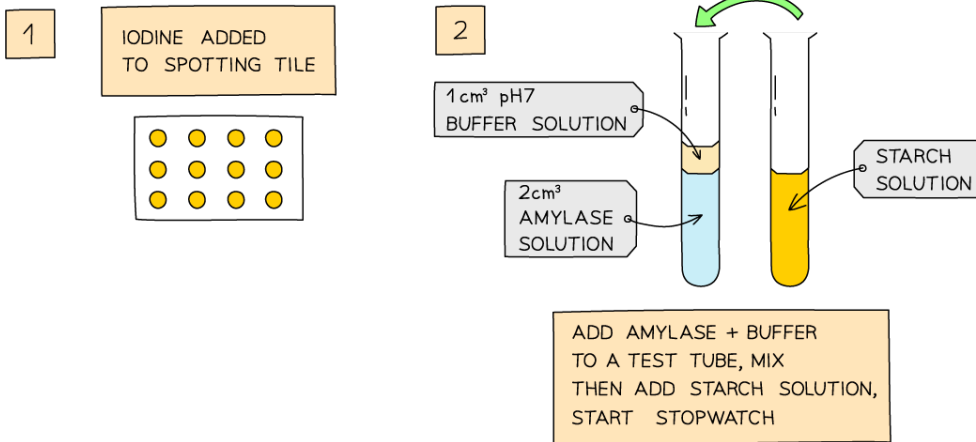 1
IODINE ADDED
TO SPOTTING TILE
2
1cm³ pH7
BUFFER SOLUTION
2cm³
AMYLASE
SOLUTION
STARCH
SOLUTION
ADD AMYLASE + BUFFER
TO A TEST TUBE, MIX
THEN ADD STARCH SOLUTION,
START STOPWATCH